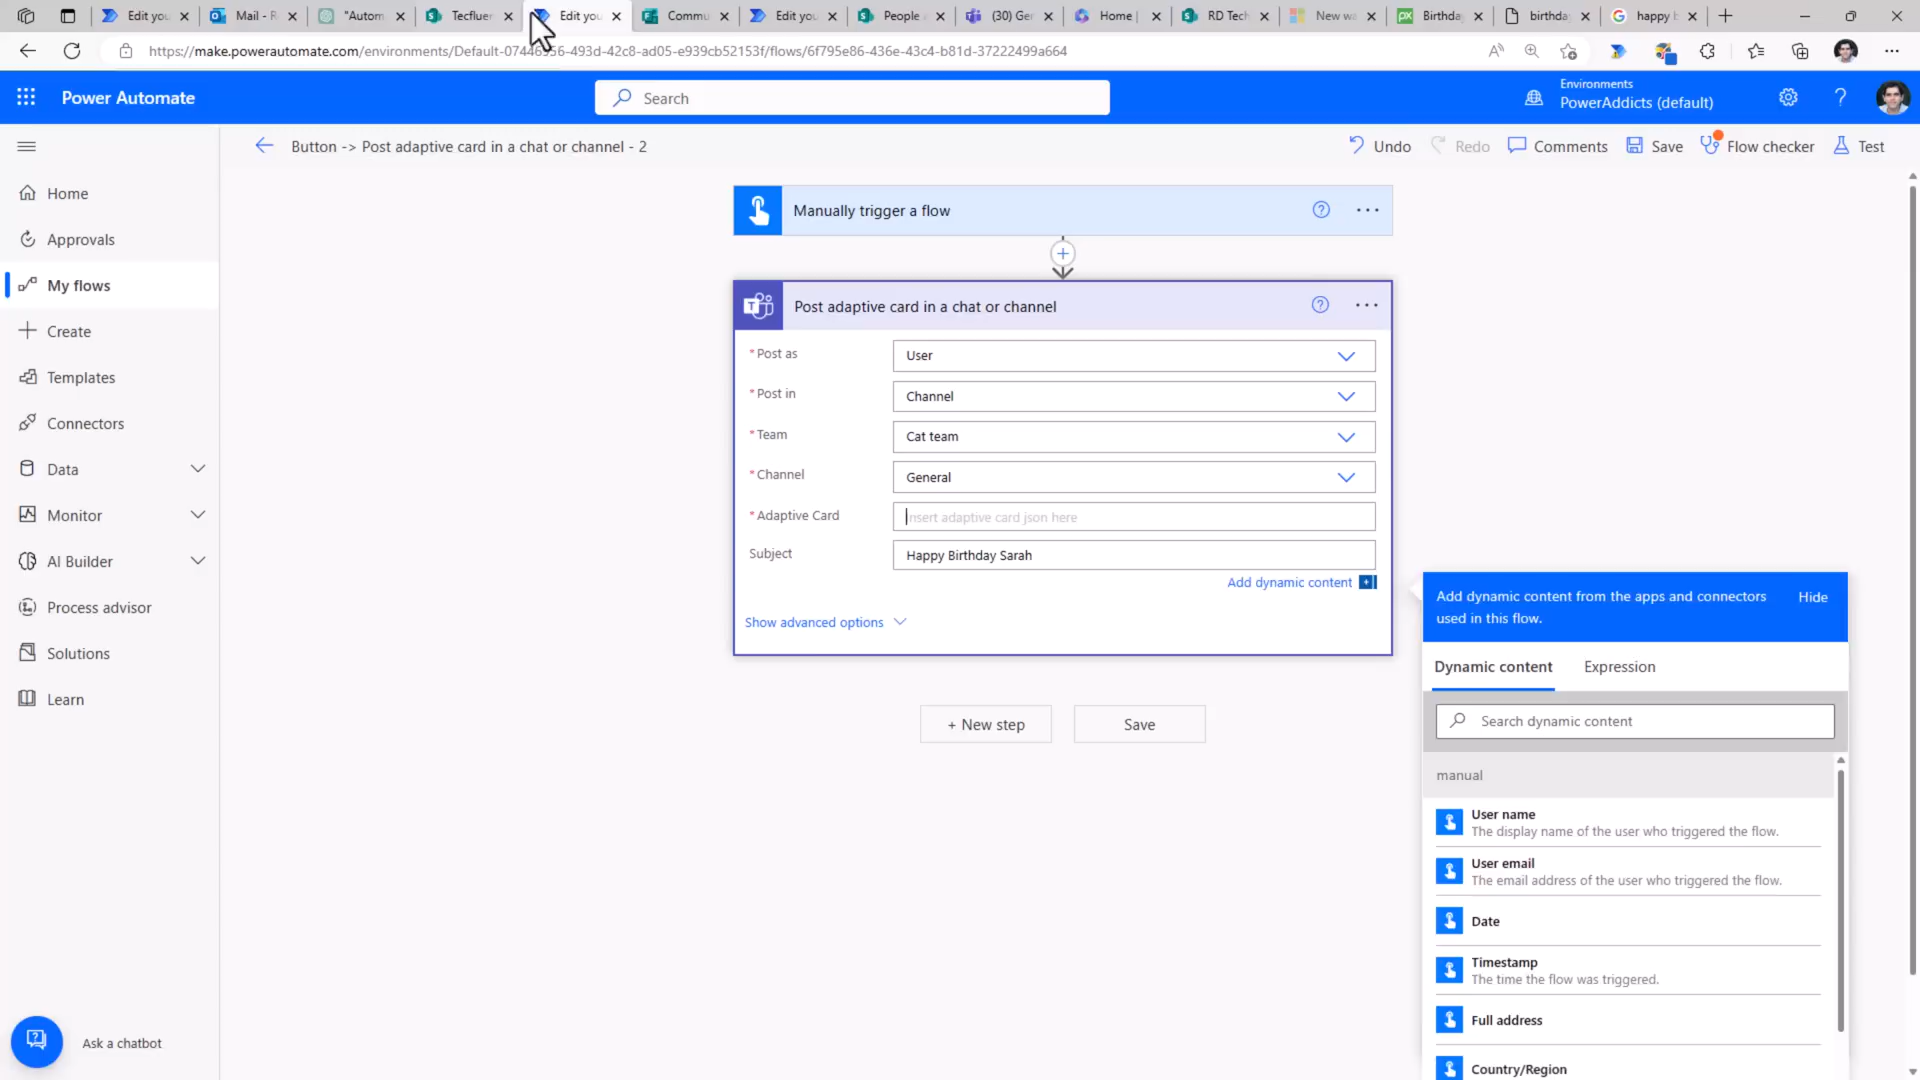 Edit you
Mail - R
"Autom
Tecfluer
Edit you
Commu
Edit you
People
(30) Ger
Home |
RD Tech
New wa
Birthday
birthda
happy b
https://make.powerautomate.com/environments/Default-07446956-493d-42c8-ad05-e939cb52153f/flows/6f795e86-436e-43c4-b81d-37222499a664
Power Automate
Search
Environments
PowerAddicts (default)
Button -> Post adaptive card in a chat or channel - 2
Undo
Redo
Comments
Save
Flow checker
Test
Home
Approvals
My flows
Create
Templates
Connectors
Data
Monitor
AI Builder
Process advisor
Solutions
Learn
Ask a chatbot
Manually trigger a flow
Post adaptive card in a chat or channel
* Post as
User
* Post in
Channel
* Team
Cat team
* Channel
General
* Adaptive Card
Insert adaptive card json here
Subject
Happy Birthday Sarah
Add dynamic content
Show advanced options
+ New step
Save
Add dynamic content from the apps and connectors
used in this flow.
Hide
Dynamic content
Expression
Search dynamic content
manual
User name
The display name of the user who triggered the flow.
User email
The email address of the user who triggered the flow.
Date
Timestamp
The time the flow was triggered.
Full address
Country/Region